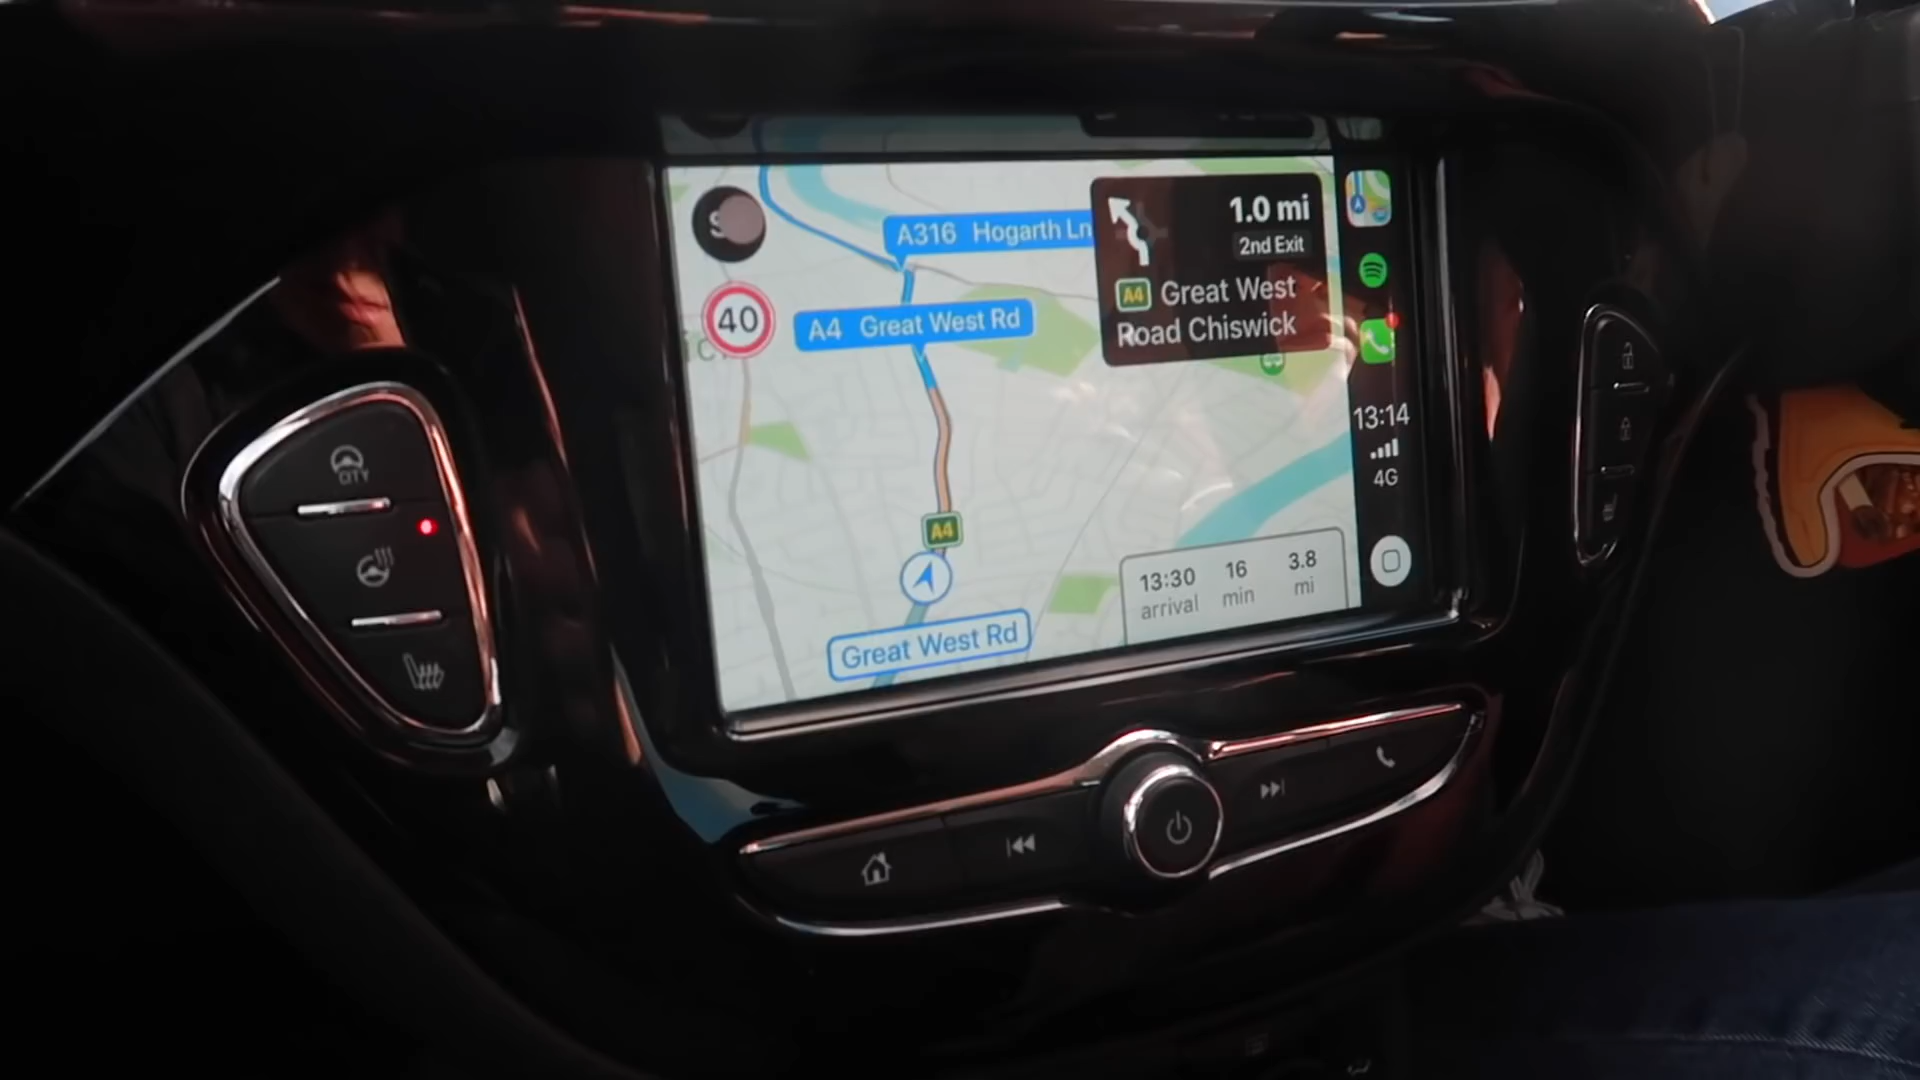 A316 Hogarth Ln
1.0 mi
2nd Exit
A4 Great West
Road Chiswick
40
A4 Great West Rd
13:14
4G
A4
13:30 16 3.8
arrival min mi
Great West Rd
CITY